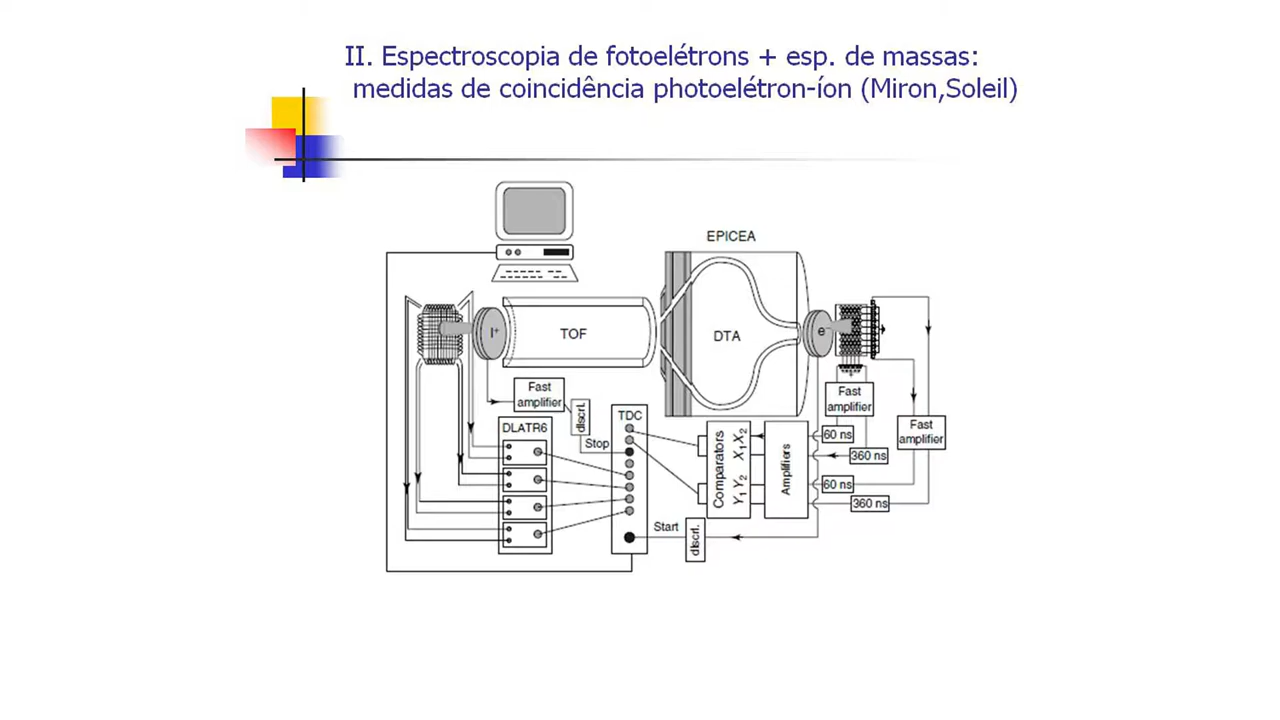 II. Espectroscopia de fotoelétrons + esp. de massas:
medidas de coincidência photoelétron-íon (Miron,Soleil)
EPICEA
I+
TOF
DTA
e−
Fast
amplifier
discri.
Stop
TDC
DLATR6
Fast
amplifier
Fast
amplifier
60 ns
360 ns
60 ns
360 ns
Comparators
Y1 Y2 X1 X2
Amplifiers
Start
discri.